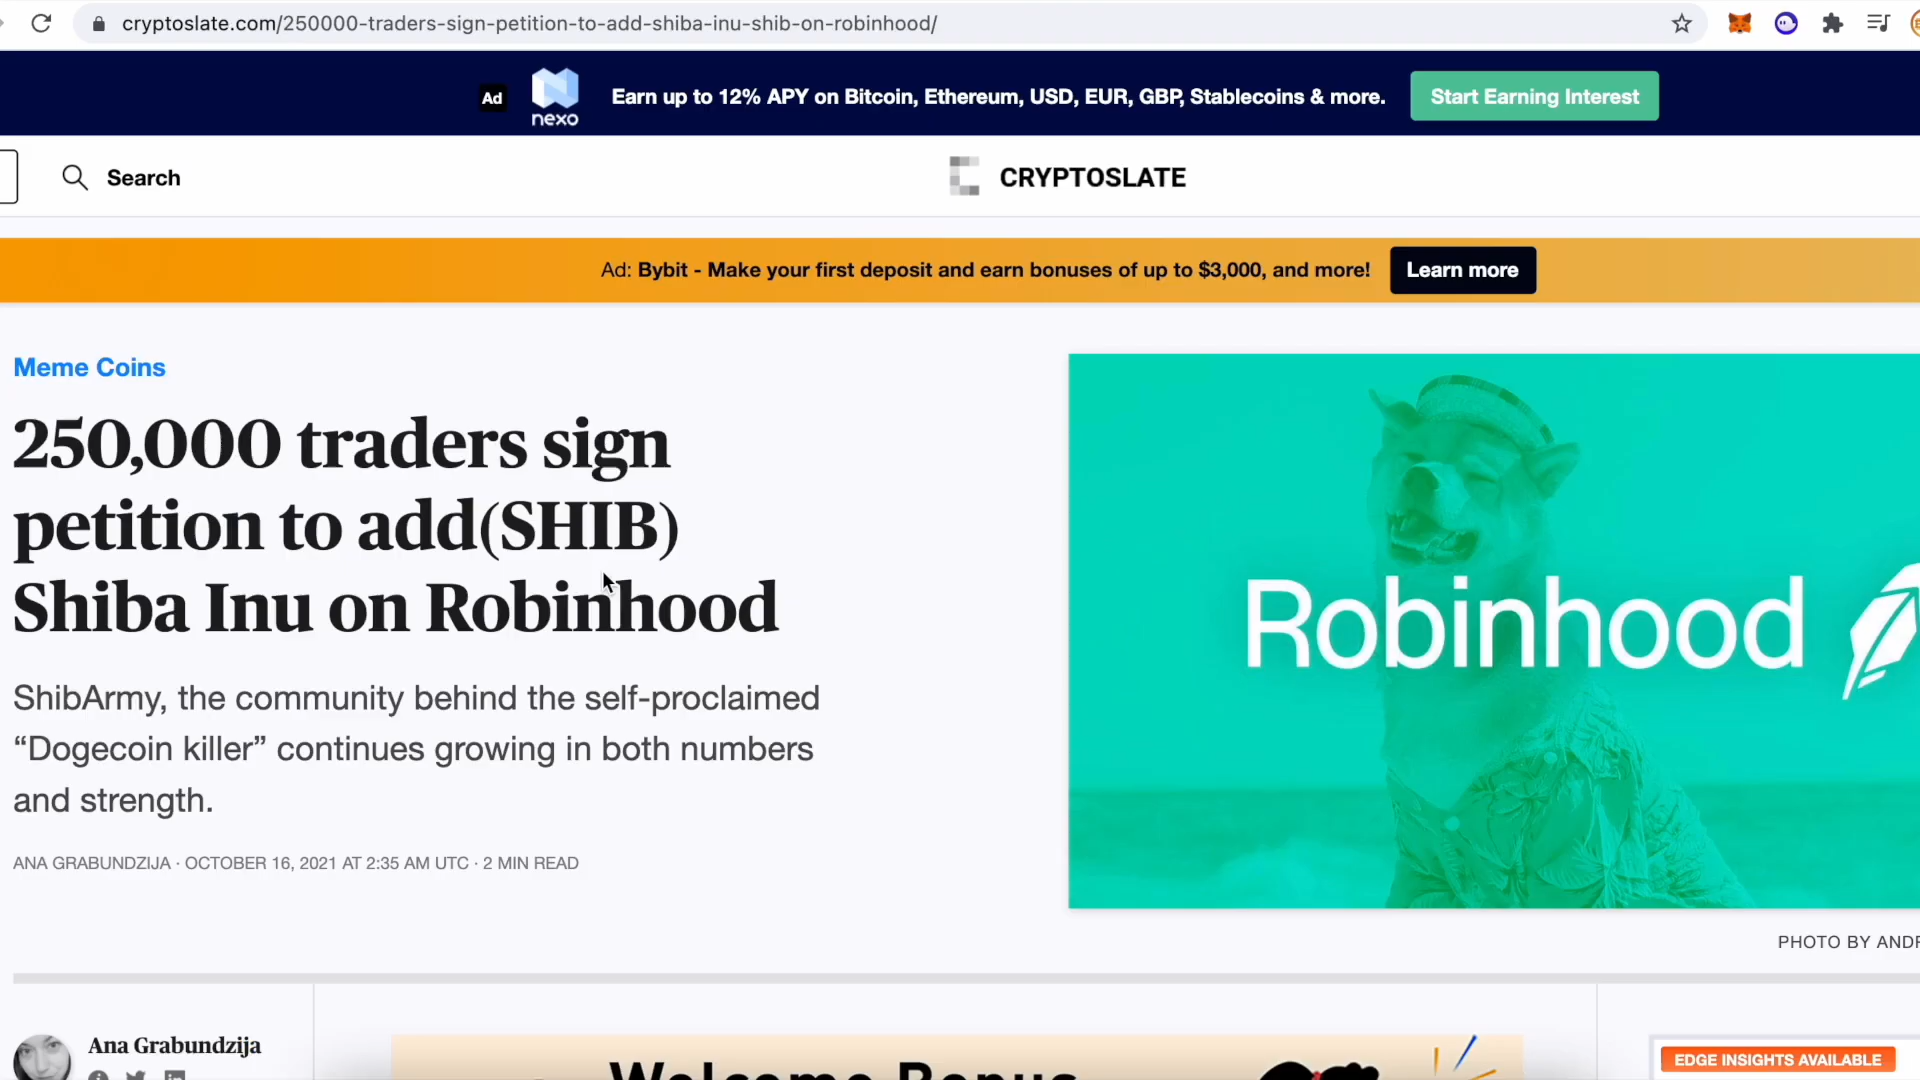 cryptoslate.com/250000-traders-sign-petition-to-add-shiba-inu-shib-on-robinhood/
Ad
nexo
Earn up to 12% APY on Bitcoin, Ethereum, USD, EUR, GBP, Stablecoins & more.
Start Earning Interest
Search
CRYPTOSLATE
Ad: Bybit - Make your first deposit and earn bonuses of up to $3,000, and more!
Learn more
Meme Coins
250,000 traders sign
petition to add(SHIB)
Shiba Inu on Robinhood
ShibArmy, the community behind the self-proclaimed
“Dogecoin killer” continues growing in both numbers
and strength.
ANA GRABUNDZIJA · OCTOBER 16, 2021 AT 2:35 AM UTC · 2 MIN READ
Robinhood
PHOTO BY
Ana Grabundzija
Welcome Bonus
EDGE INSIGHTS AVAILABLE